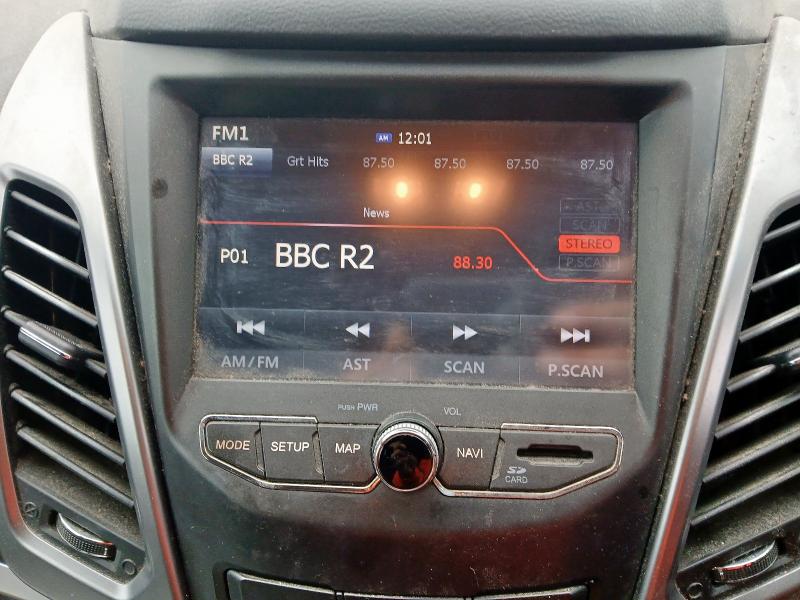 FM1
AM 12:01
BBC R2 Grt Hits 87.50 87.50 87.50 87.50
News
AST
SCAN
STEREO
P.SCAN
P01 BBC R2 88.30
AM/FM AST SCAN P.SCAN
PUSH PWR VOL
MODE SETUP MAP NAVI
SD
CARD